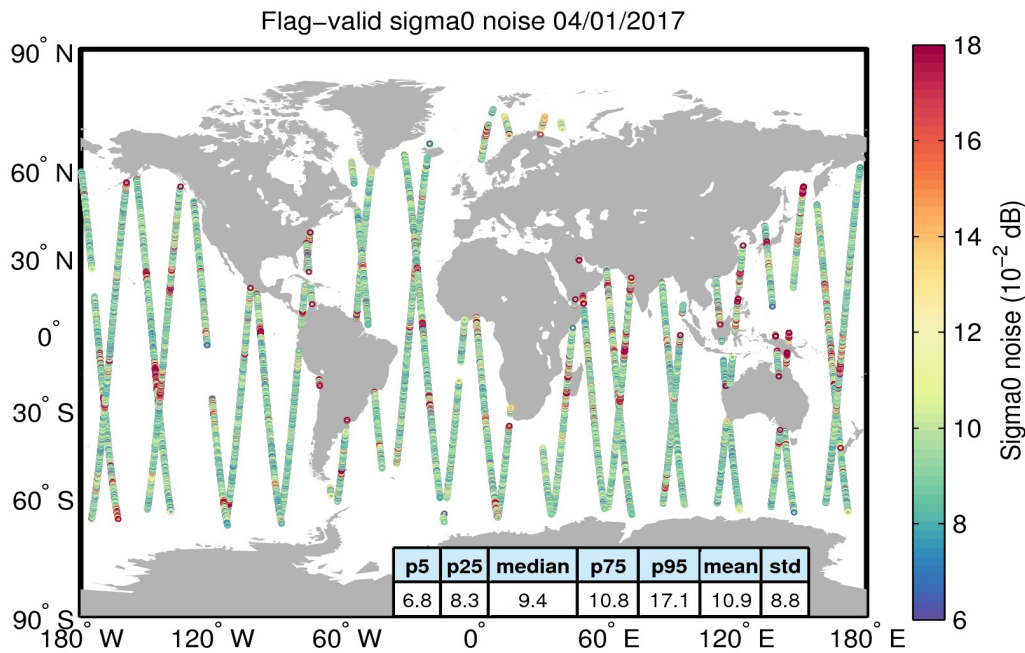 Flag-valid sigma0 noise 04/01/2017
90° N
60° N
30° N
0°
30° S
60° S
90° S
180° W 120° W 60° W 0° 60° E 120° E 180° E
p5 p25 median p75 p95 mean std
6.8 8.3 9.4 10.8 17.1 10.9 8.8
18
16
14
12
10
8
6
Sigma0 noise (10⁻² dB)